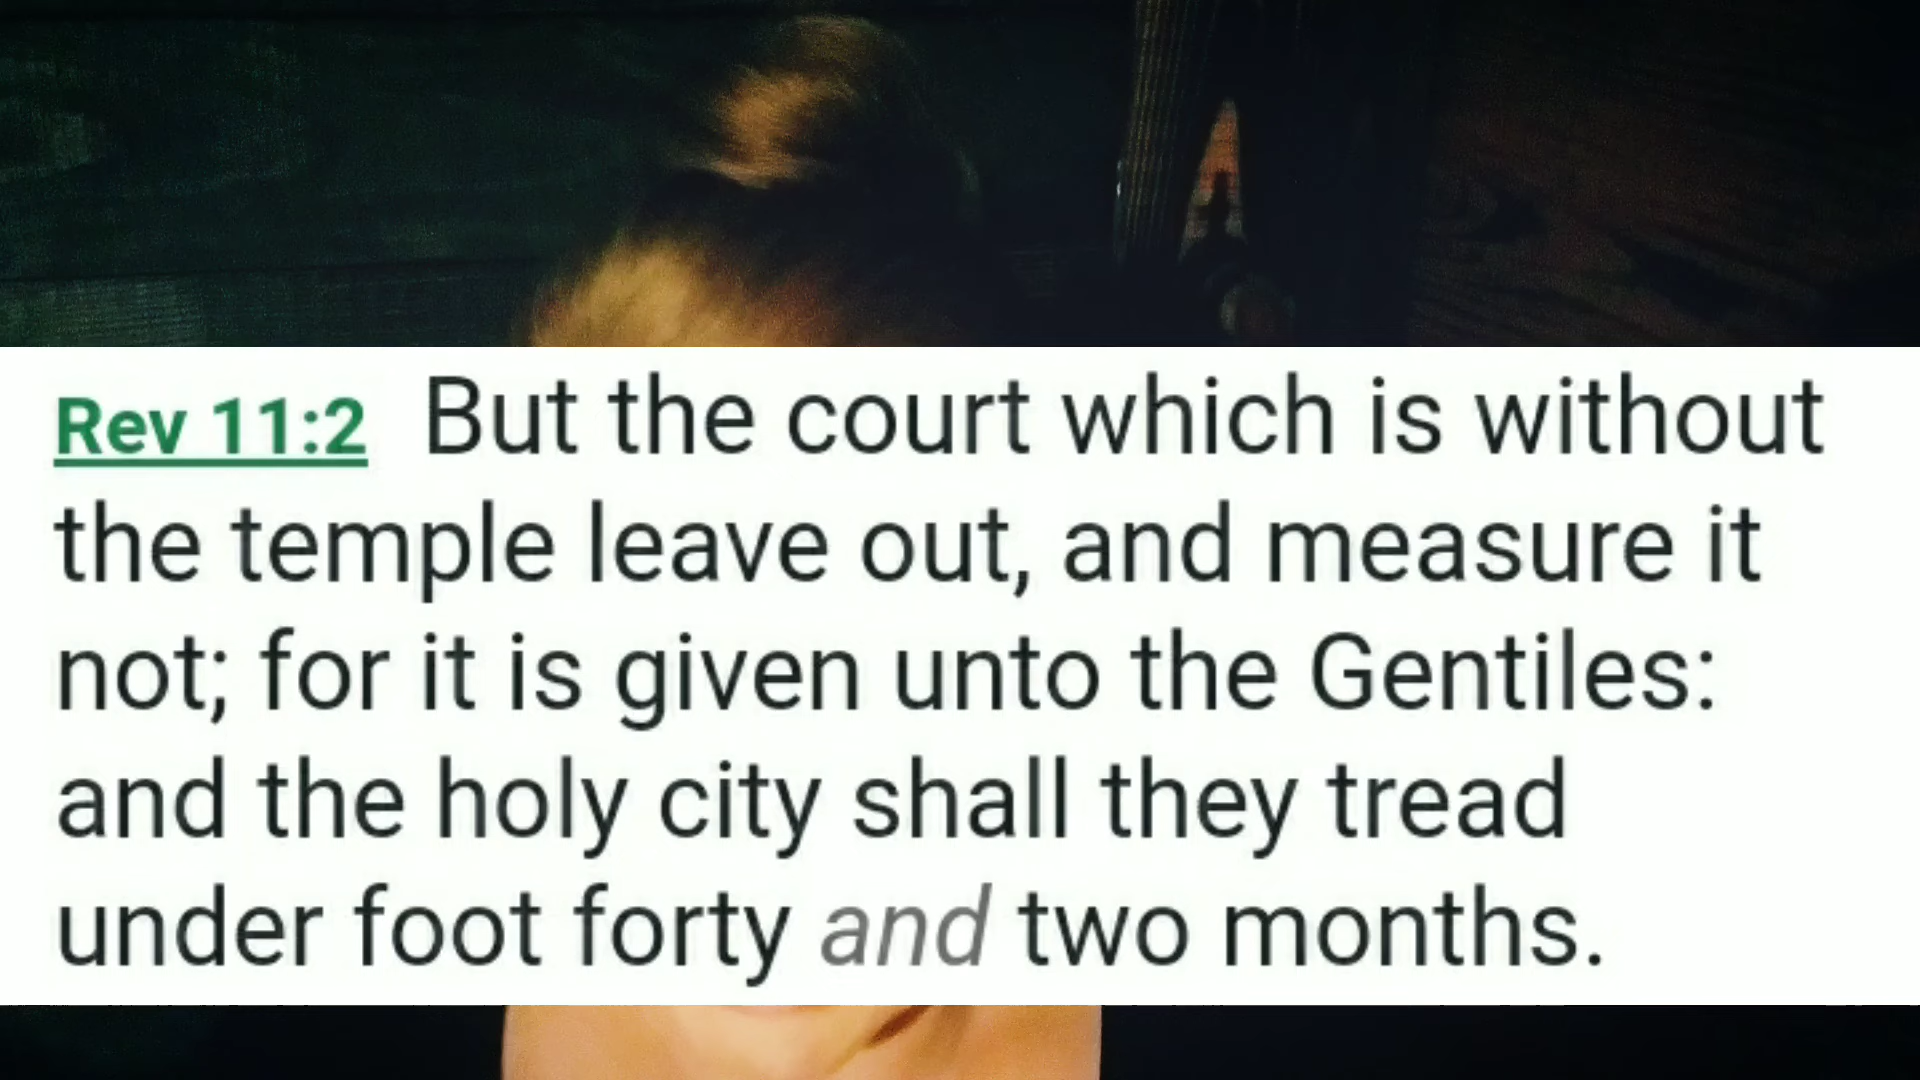 Rev 11:2 But the court which is without
the temple leave out, and measure it
not; for it is given unto the Gentiles:
and the holy city shall they tread
under foot forty and two months.